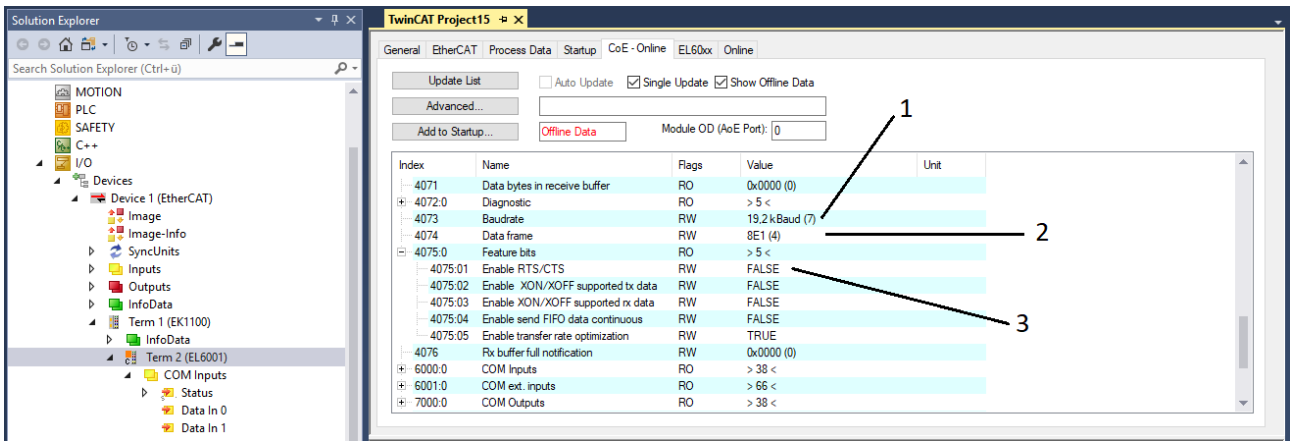 Solution Explorer
TwinCAT Project15
Search Solution Explorer (Ctrl+ü)
MOTION
PLC
SAFETY
C++
I/O
Devices
Device 1 (EtherCAT)
Image
Image-Info
SyncUnits
Inputs
Outputs
InfoData
Term 1 (EK1100)
InfoData
Term 2 (EL6001)
COM Inputs
Status
Data In 0
Data In 1
General EtherCAT Process Data Startup CoE - Online EL60xx Online
Update List Auto Update Single Update Show Offline Data
Advanced...
Add to Startup... Offline Data Module OD (AoE Port): 0
Index Name Flags Value Unit
4071 Data bytes in receive buffer RO 0x0000 (0)
4072:0 Diagnostic RO > 5 <
4073 Baudrate RW 19,2 kBaud (7)
4074 Data frame RW 8E1 (4)
4075:0 Feature bits RO > 5 <
4075:01 Enable RTS/CTS RW FALSE
4075:02 Enable XON/XOFF supported tx data RW FALSE
4075:03 Enable XON/XOFF supported rx data RW FALSE
4075:04 Enable send FIFO data continuous RW FALSE
4075:05 Enable transfer rate optimization RW TRUE
4076 Rx buffer full notification RW 0x0000 (0)
6000:0 COM Inputs RO > 38 <
6001:0 COM ext. inputs RO > 66 <
7000:0 COM Outputs RO > 38 <
1
2
3